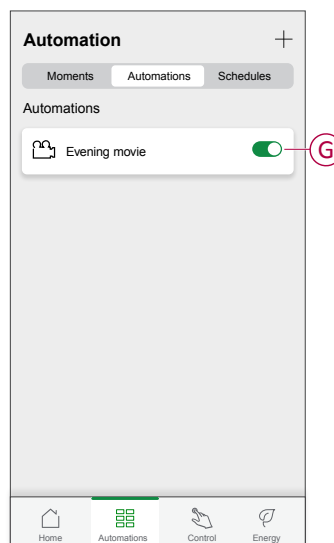 Automation
Moments Automations Schedules
Automations
Evening movie
G
Home Automations Control Energy